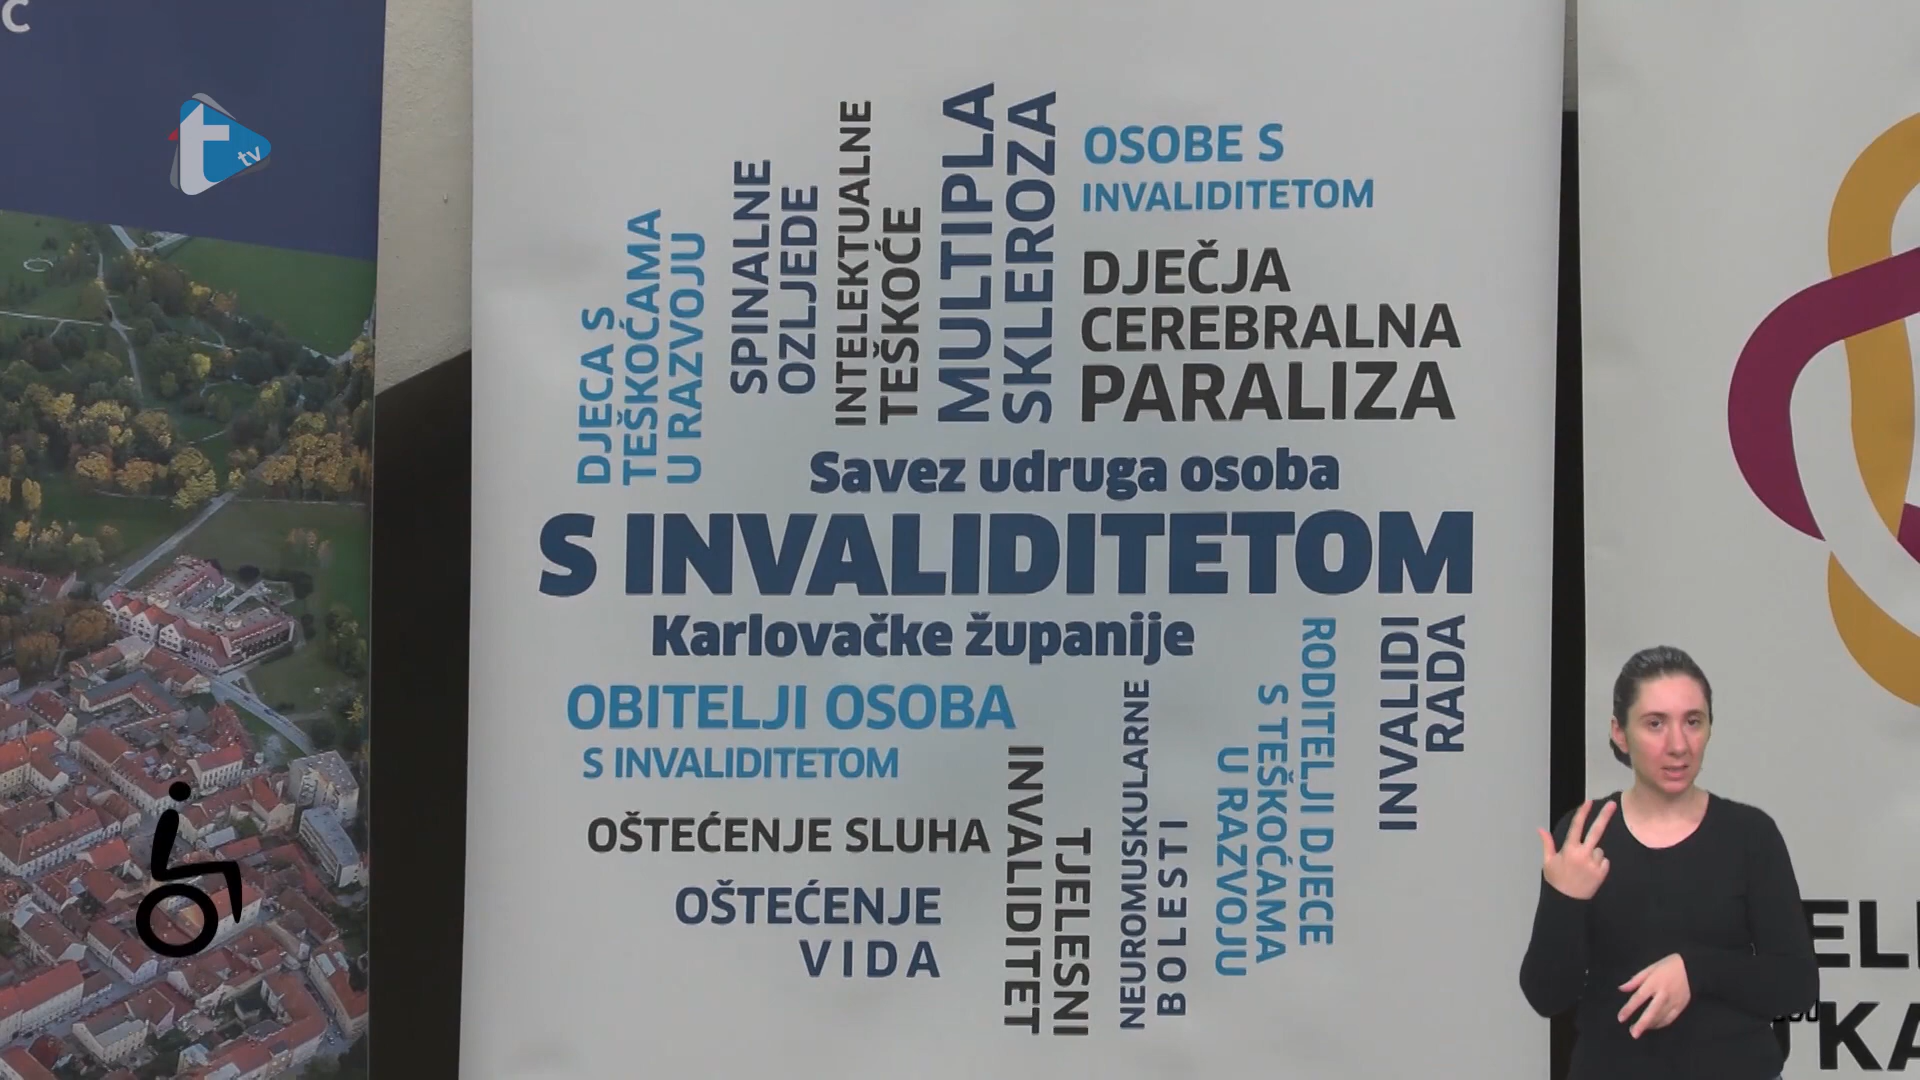 C
t
tv
DJECA S
TEŠKOĆAMA
U RAZVOJU
SPINALNE
OZLJEDE
INTELEKTUALNE
TEŠKOĆE
MULTIPLA
SKLEROZA
OSOBE S
INVALIDITETOM
DJEČJA
CEREBRALNA
PARALIZA
Savez udruga osoba
S INVALIDITETOM
Karlovačke županije
OBITELJI OSOBA
S INVALIDITETOM
OŠTEĆENJE SLUHA
OŠTEĆENJE
VIDA
TJELESNI
INVALIDITET
NEUROMUSKULARNE
BOLESTI
RODITELJI DJECE
S TEŠKOĆAMA
U RAZVOJU
INVALIDI
RADA